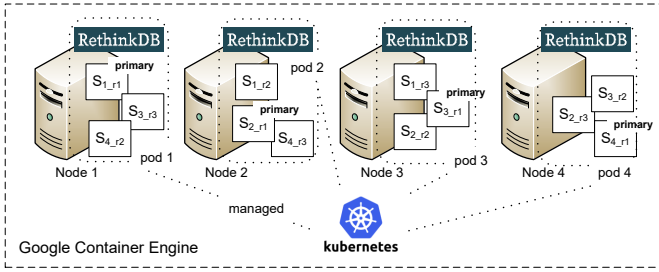 RethinkDB
RethinkDB
RethinkDB
RethinkDB
primary
S1_r1
S3_r3
S4_r2
pod 1
Node 1
S1_r2
pod 2
primary
S2_r1
S4_r3
Node 2
S1_r3
primary
S3_r1
S2_r2
pod 3
Node 3
S3_r2
S2_r3
primary
S4_r1
pod 4
Node 4
managed
kubernetes
Google Container Engine